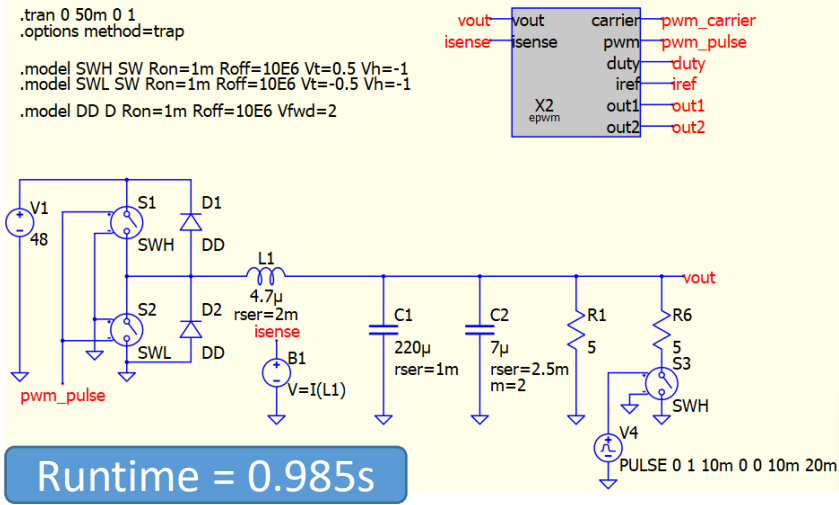 .tran 0 50m 0 1
.options method=trap
.model SWH SW Ron=1m Roff=10E6 Vt=0.5 Vh=-1
.model SWL SW Ron=1m Roff=10E6 Vt=-0.5 Vh=-1
.model DD D Ron=1m Roff=10E6 Vfwd=2
vout vout carrier pwm_carrier
isense isense pwm pwm_pulse
duty duty
iref iref
X2 out1 out1
epwm out2 out2
V1
48
S1
SWH
D1
DD
S2
SWL
D2
DD
pwm_pulse
L1
4.7µ
rser=2m
isense
B1
V=I(L1)
C1
220µ
rser=1m
C2
7µ
rser=2.5m
m=2
R1
5
vout
R6
5
S3
SWH
V4
PULSE 0 1 10m 0 0 10m 20m
Runtime = 0.985s